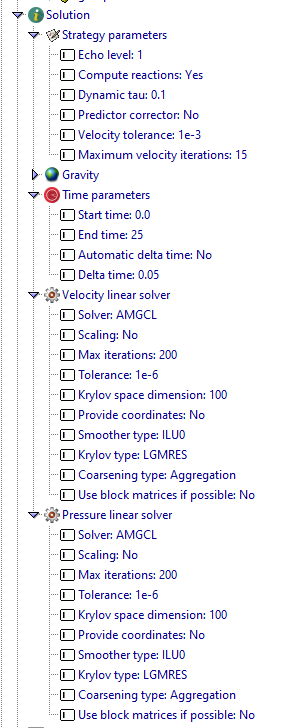 Solution
Strategy parameters
Echo level: 1
Compute reactions: Yes
Dynamic tau: 0.1
Predictor corrector: No
Velocity tolerance: 1e-3
Maximum velocity iterations: 15
Gravity
Time parameters
Start time: 0.0
End time: 25
Automatic delta time: No
Delta time: 0.05
Velocity linear solver
Solver: AMGCL
Scaling: No
Max iterations: 200
Tolerance: 1e-6
Krylov space dimension: 100
Provide coordinates: No
Smoother type: ILU0
Krylov type: LGMRES
Coarsening type: Aggregation
Use block matrices if possible: No
Pressure linear solver
Solver: AMGCL
Scaling: No
Max iterations: 200
Tolerance: 1e-6
Krylov space dimension: 100
Provide coordinates: No
Smoother type: ILU0
Krylov type: LGMRES
Coarsening type: Aggregation
Use block matrices if possible: No